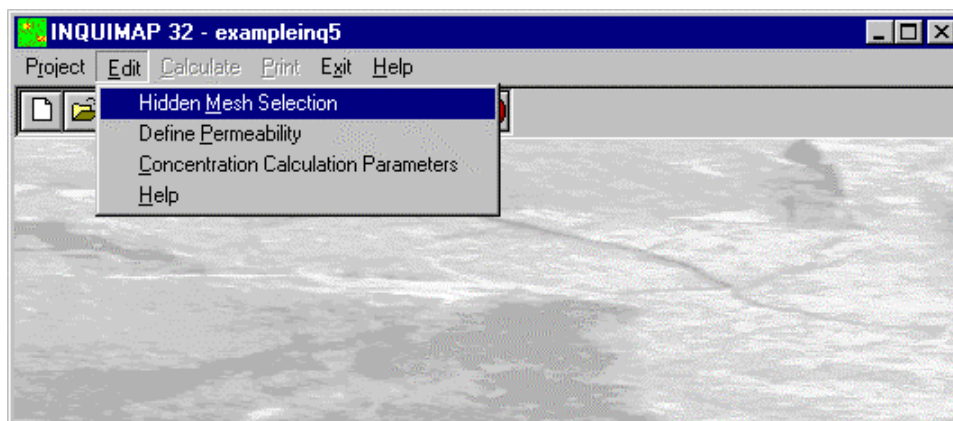 INQUIMAP 32 - exampleinq5
Project Edit Calculate Print Exit Help
Hidden Mesh Selection
Define Permeability
Concentration Calculation Parameters
Help